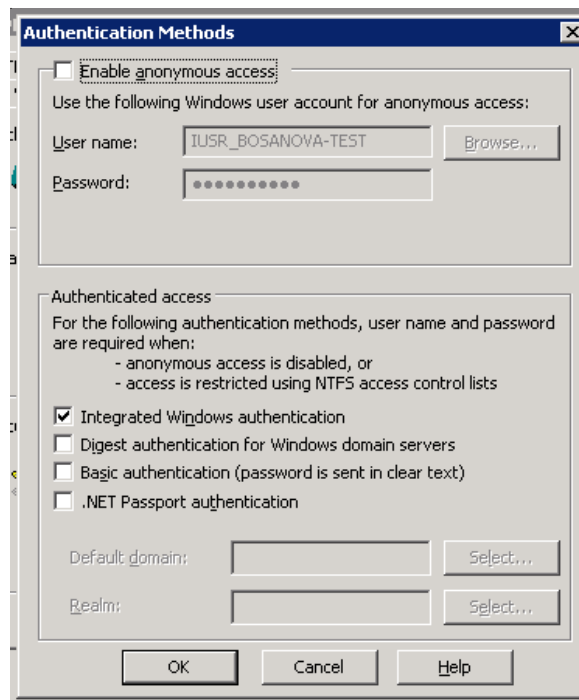 Authentication Methods
Enable anonymous access
Use the following Windows user account for anonymous access:
User name:
IUSR_BOSANOVA-TEST
Browse...
Password:
••••••••••
Authenticated access
For the following authentication methods, user name and password
are required when:
- anonymous access is disabled, or
- access is restricted using NTFS access control lists
Integrated Windows authentication
Digest authentication for Windows domain servers
Basic authentication (password is sent in clear text)
.NET Passport authentication
Default domain:
Select...
Realm:
Select...
OK
Cancel
Help